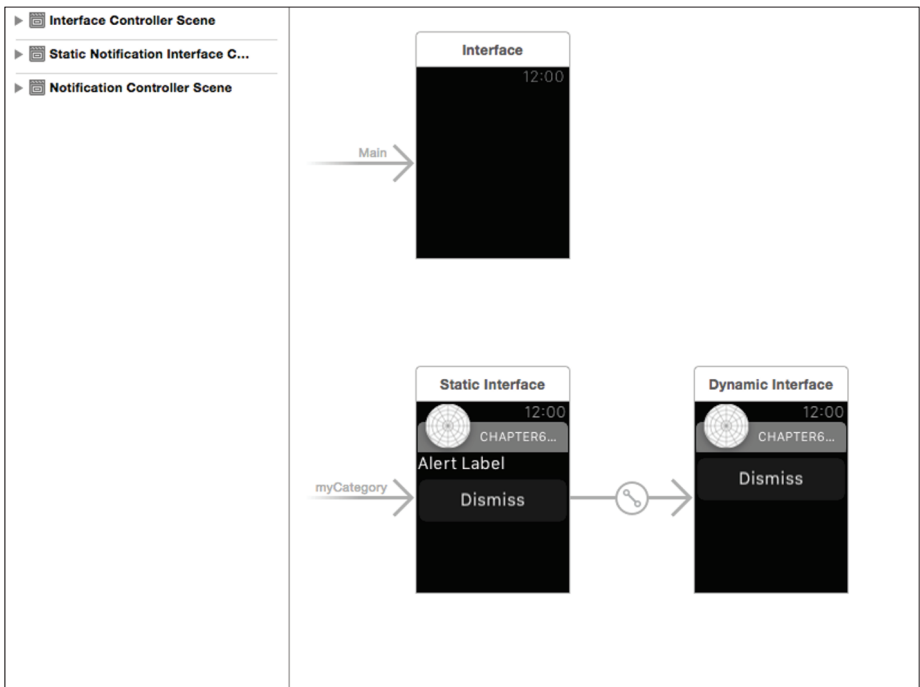 Interface Controller Scene
Static Notification Interface C...
Notification Controller Scene
Interface
12:00
Main
Static Interface
12:00
CHAPTER6...
Alert Label
Dismiss
myCategory
Dynamic Interface
12:00
CHAPTER6...
Dismiss